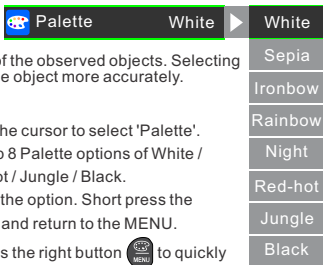 Palette White White
of the observed objects. Selecting
e object more accurately.
he cursor to select 'Palette'.
8 Palette options of White /
t / Jungle / Black.
the option. Short press the
and return to the MENU.
s the right button MENU to quickly
Sepia
Ironbow
Rainbow
Night
Red-hot
Jungle
Black